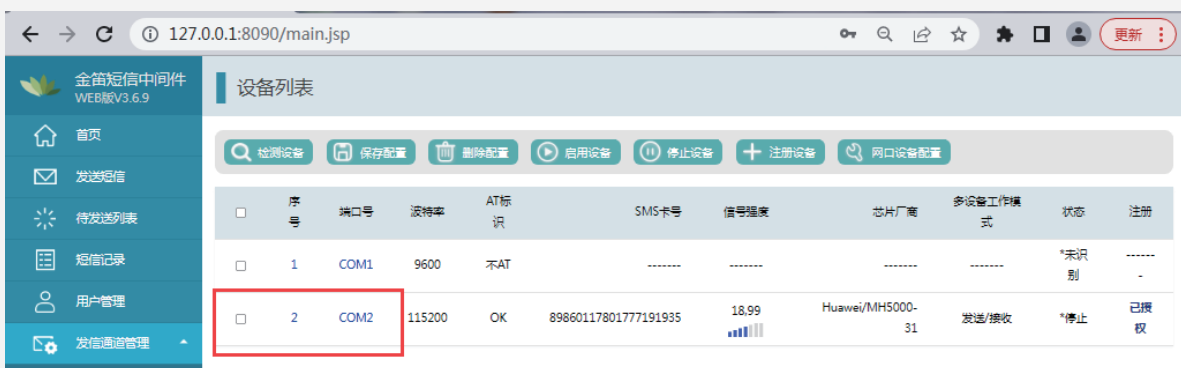 127.0.0.1:8090/main.jsp
更新
金笛短信中间件
WEB版V3.6.9
设备列表
首页
发送短信
待发送列表
短信记录
用户管理
发信通道管理
检测设备 保存配置 删除配置 启用设备 停止设备 注册设备 网口设备配置
序号 端口号 波特率 AT标识 SMS卡号 信号强度 芯片厂商 多设备工作模式 状态 注册
1 COM1 9600 不AT ------- ------- ------- ------- *未识别 -------
2 COM2 115200 OK 89860117801777191935 18,99 Huawei/MH5000-31 发送/接收 *停止 已授权